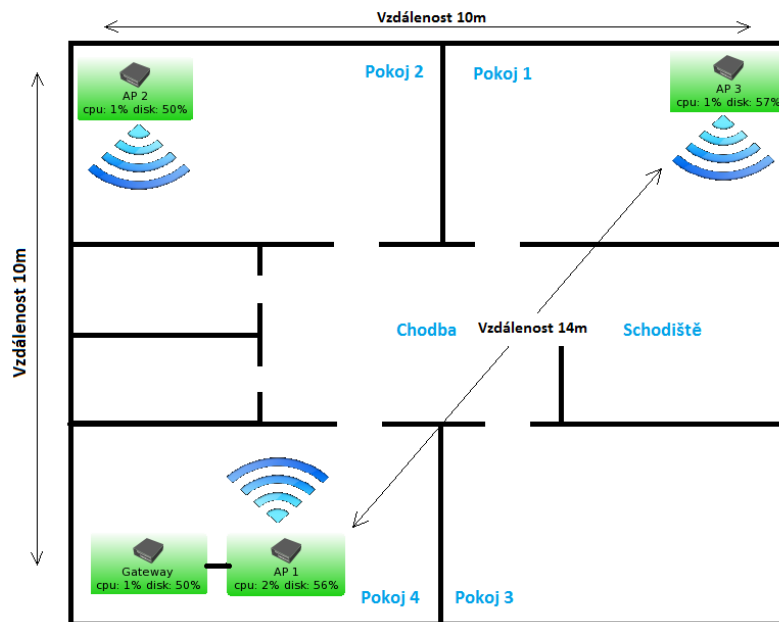 Vzdálenost 10m
Pokoj 2
Pokoj 1
AP 2
cpu: 1% disk: 50%
AP 3
cpu: 1% disk: 57%
Vzdálenost 10m
Chodba
Vzdálenost 14m
Schodiště
Gateway
cpu: 1% disk: 50%
AP 1
cpu: 2% disk: 56%
Pokoj 4
Pokoj 3